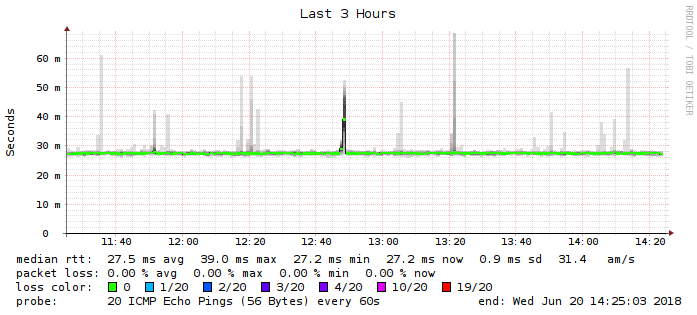 Last 3 Hours
RRDTOOL / TOBI OETIKER
Seconds
60 m
50 m
40 m
30 m
20 m
10 m
0
11:40 12:00 12:20 12:40 13:00 13:20 13:40 14:00 14:20
median rtt: 27.5 ms avg 39.0 ms max 27.2 ms min 27.2 ms now 0.9 ms sd 31.4 am/s
packet loss: 0.00 % avg 0.00 % max 0.00 % min 0.00 % now
loss color: 0 1/20 2/20 3/20 4/20 10/20 19/20
probe: 20 ICMP Echo Pings (56 Bytes) every 60s end: Wed Jun 20 14:25:03 2018